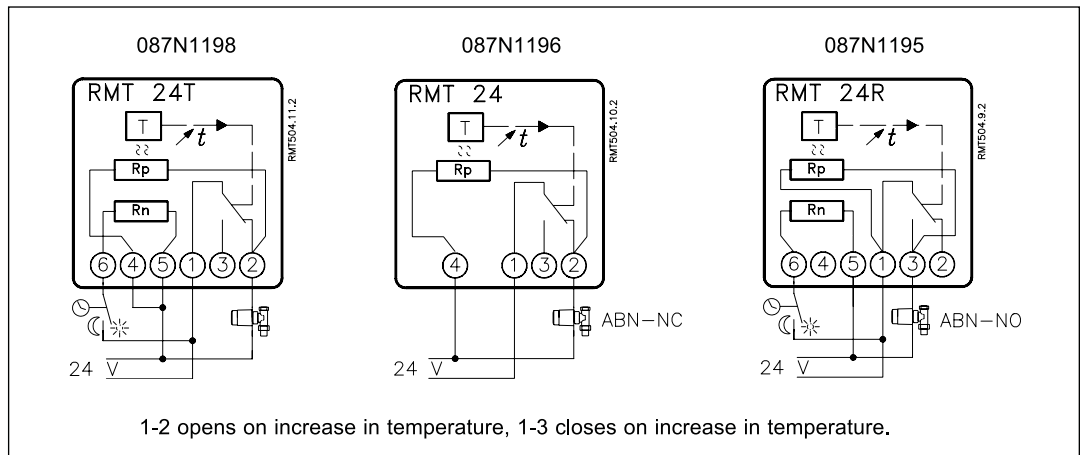 087N1198
087N1196
087N1195
RMT 24T
T
t
Rp
Rn
6 4 5 1 3 2
RMT504.11.2
24 V
RMT 24
T
t
Rp
4 1 3 2
RMT504.10.2
ABN-NC
24 V
RMT 24R
T
t
Rp
Rn
6 4 5 1 3 2
RMT504.9.2
ABN-NO
24 V
1-2 opens on increase in temperature, 1-3 closes on increase in temperature.